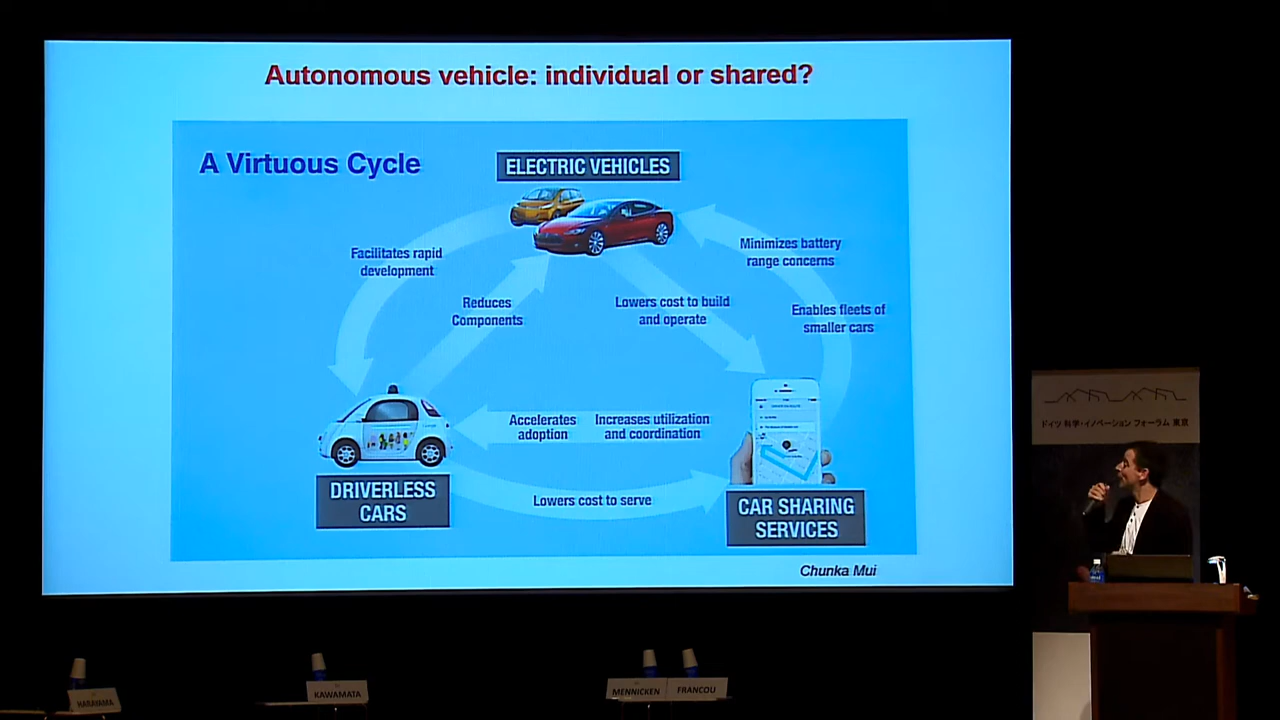 Autonomous vehicle: individual or shared?
A Virtuous Cycle
ELECTRIC VEHICLES
Facilitates rapid
development
Minimizes battery
range concerns
Reduces
Components
Lowers cost to build
and operate
Enables fleets of
smaller cars
Accelerates
adoption
Increases utilization
and coordination
DRIVERLESS
CARS
Lowers cost to serve
CAR SHARING
SERVICES
Chunka Mui
ドイツ 科学・イノベーション フォーラム 東京
HARAYAMA
KAWAMATA
MENNICKEN
FRANCOU